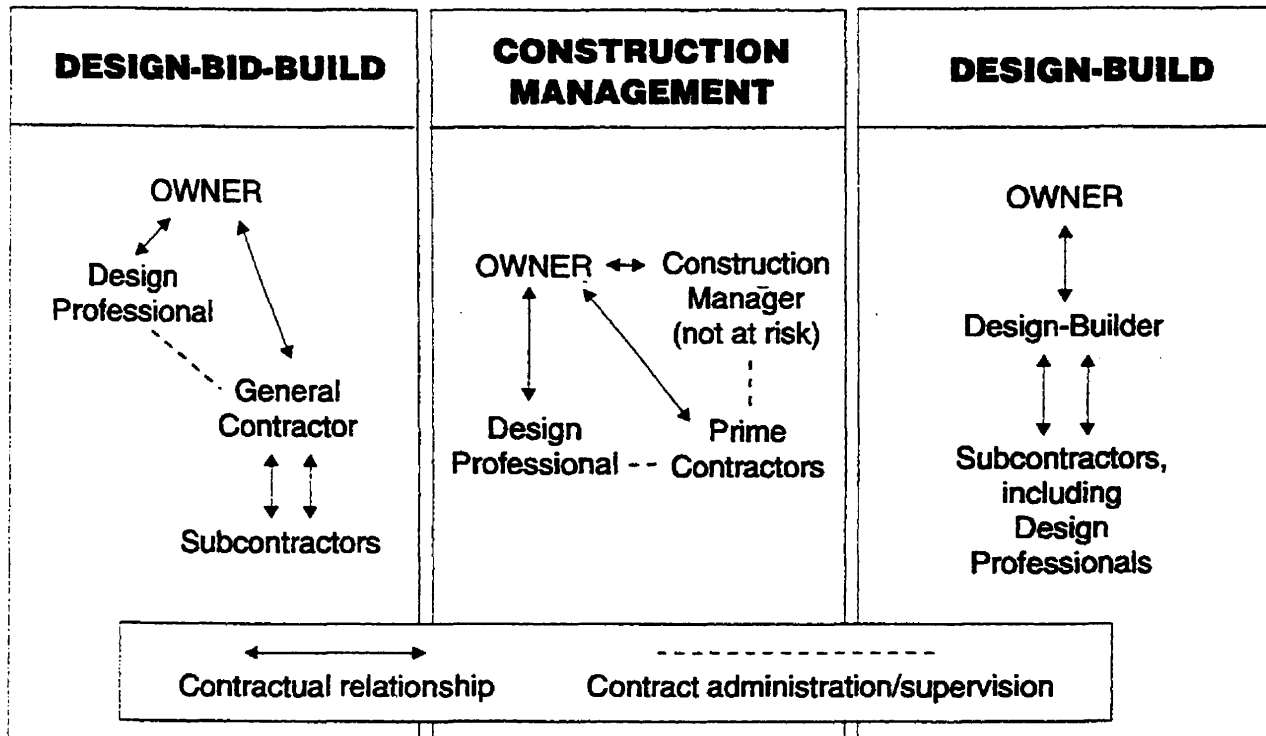 DESIGN-BID-BUILD
OWNER
Design
Professional
General
Contractor
Subcontractors
CONSTRUCTION
MANAGEMENT
OWNER
Construction
Manager
(not at risk)
Design
Professional
Prime
Contractors
DESIGN-BUILD
OWNER
Design-Builder
Subcontractors,
including
Design
Professionals
Contractual relationship
Contract administration/supervision